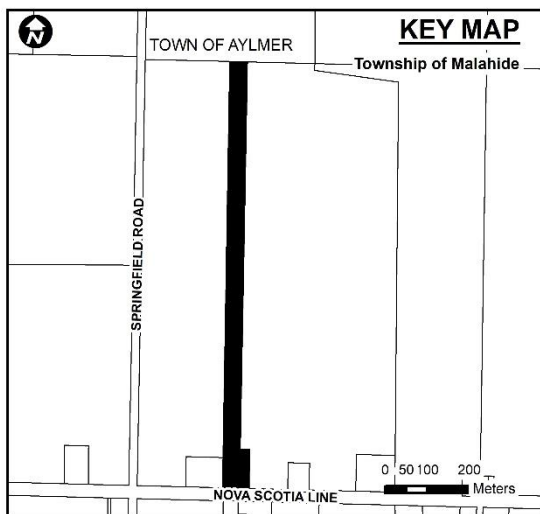 N
KEY MAP
TOWN OF AYLMER
Township of Malahide
SPRINGFIELD ROAD
0 50 100 200
Meters
NOVA SCOTIA LINE